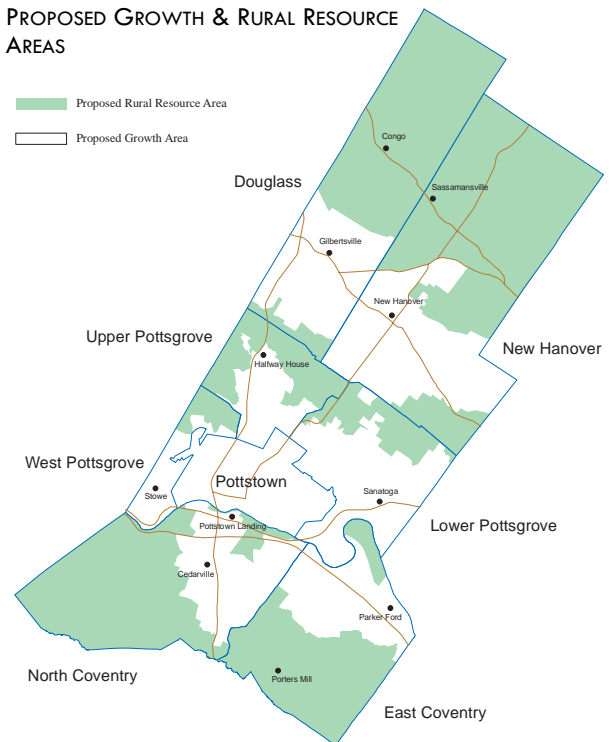 PROPOSED GROWTH & RURAL RESOURCE
AREAS
Proposed Rural Resource Area
Proposed Growth Area
Congo
Douglass
Sassamansville
Gilbertsville
New Hanover
Upper Pottsgrove
New Hanover
Halfway House
West Pottsgrove
Pottstown
Stowe
Sanatoga
Pottstown Landing
Lower Pottsgrove
Cedarville
Parker Ford
North Coventry
Porters Mill
East Coventry